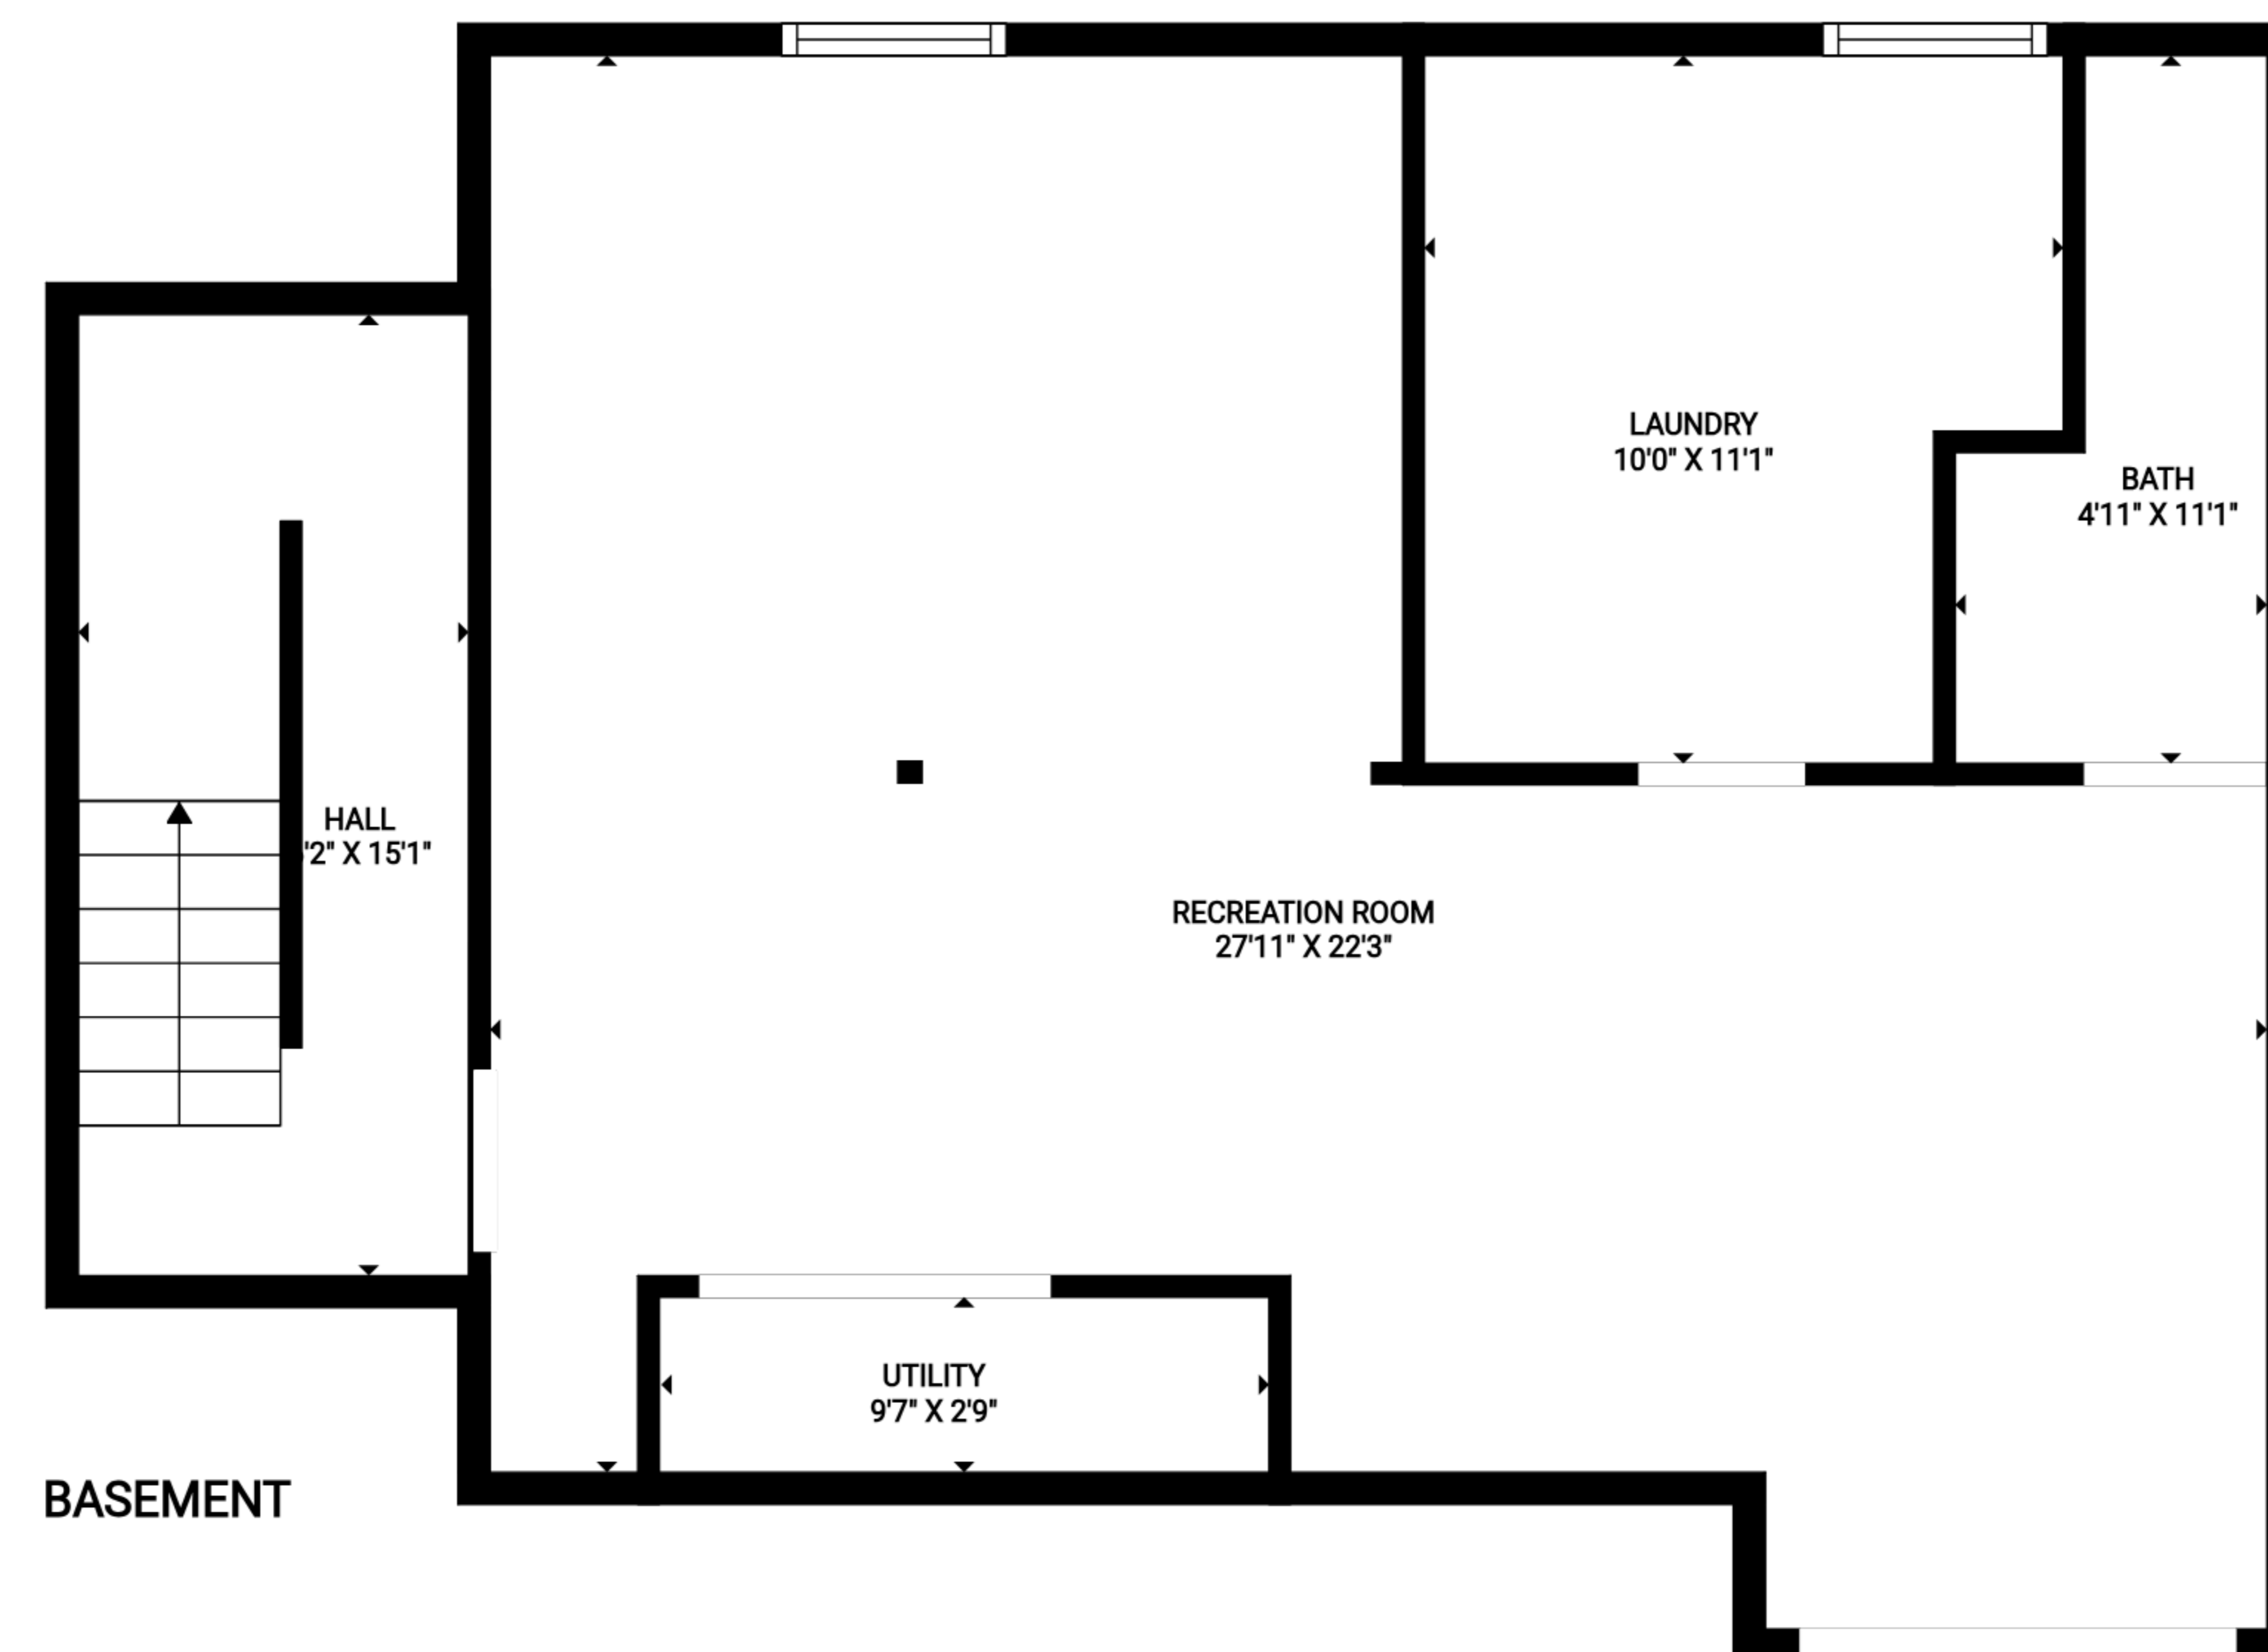 LAUNDRY
10'0" X 11'1"
BATH
4'11" X 11'1"
HALL
'2" X 15'1"
RECREATION ROOM
27'11" X 22'3"
UTILITY
9'7" X 2'9"
BASEMENT